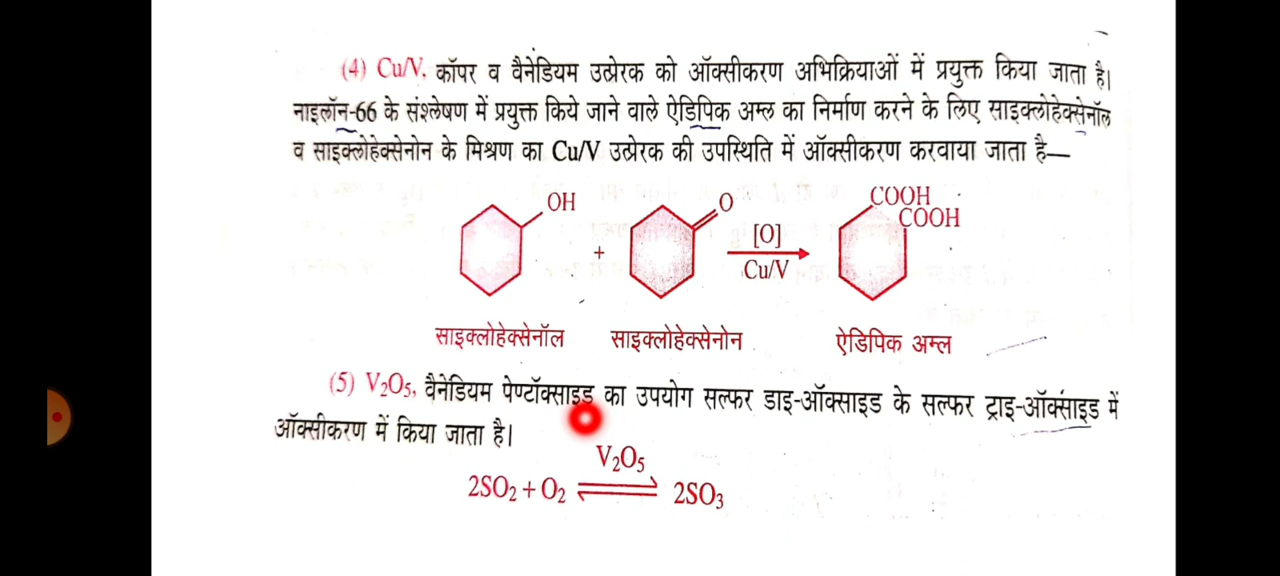 (4) Cu/V, कॉपर व वैनेडियम उत्प्रेरक को ऑक्सीकरण अभिक्रियाओं में प्रयुक्त किया जाता है।
नाइलॉन-66 के संश्लेषण में प्रयुक्त किये जाने वाले ऐडिपिक अम्ल का निर्माण करने के लिए साइक्लोहेक्सेनॉल
व साइक्लोहेक्सेनोन के मिश्रण का Cu/V उत्प्रेरक की उपस्थिति में ऑक्सीकरण करवाया जाता है—
OH + O [O] Cu/V COOH COOH
साइक्लोहेक्सेनॉल साइक्लोहेक्सेनोन ऐडिपिक अम्ल
(5) V₂O₅, वैनेडियम पेण्टॉक्साइड का उपयोग सल्फर डाइ-ऑक्साइड के सल्फर ट्राइ-ऑक्साइड में
ऑक्सीकरण में किया जाता है।
V₂O₅
2SO₂ + O₂ ⇌ 2SO₃